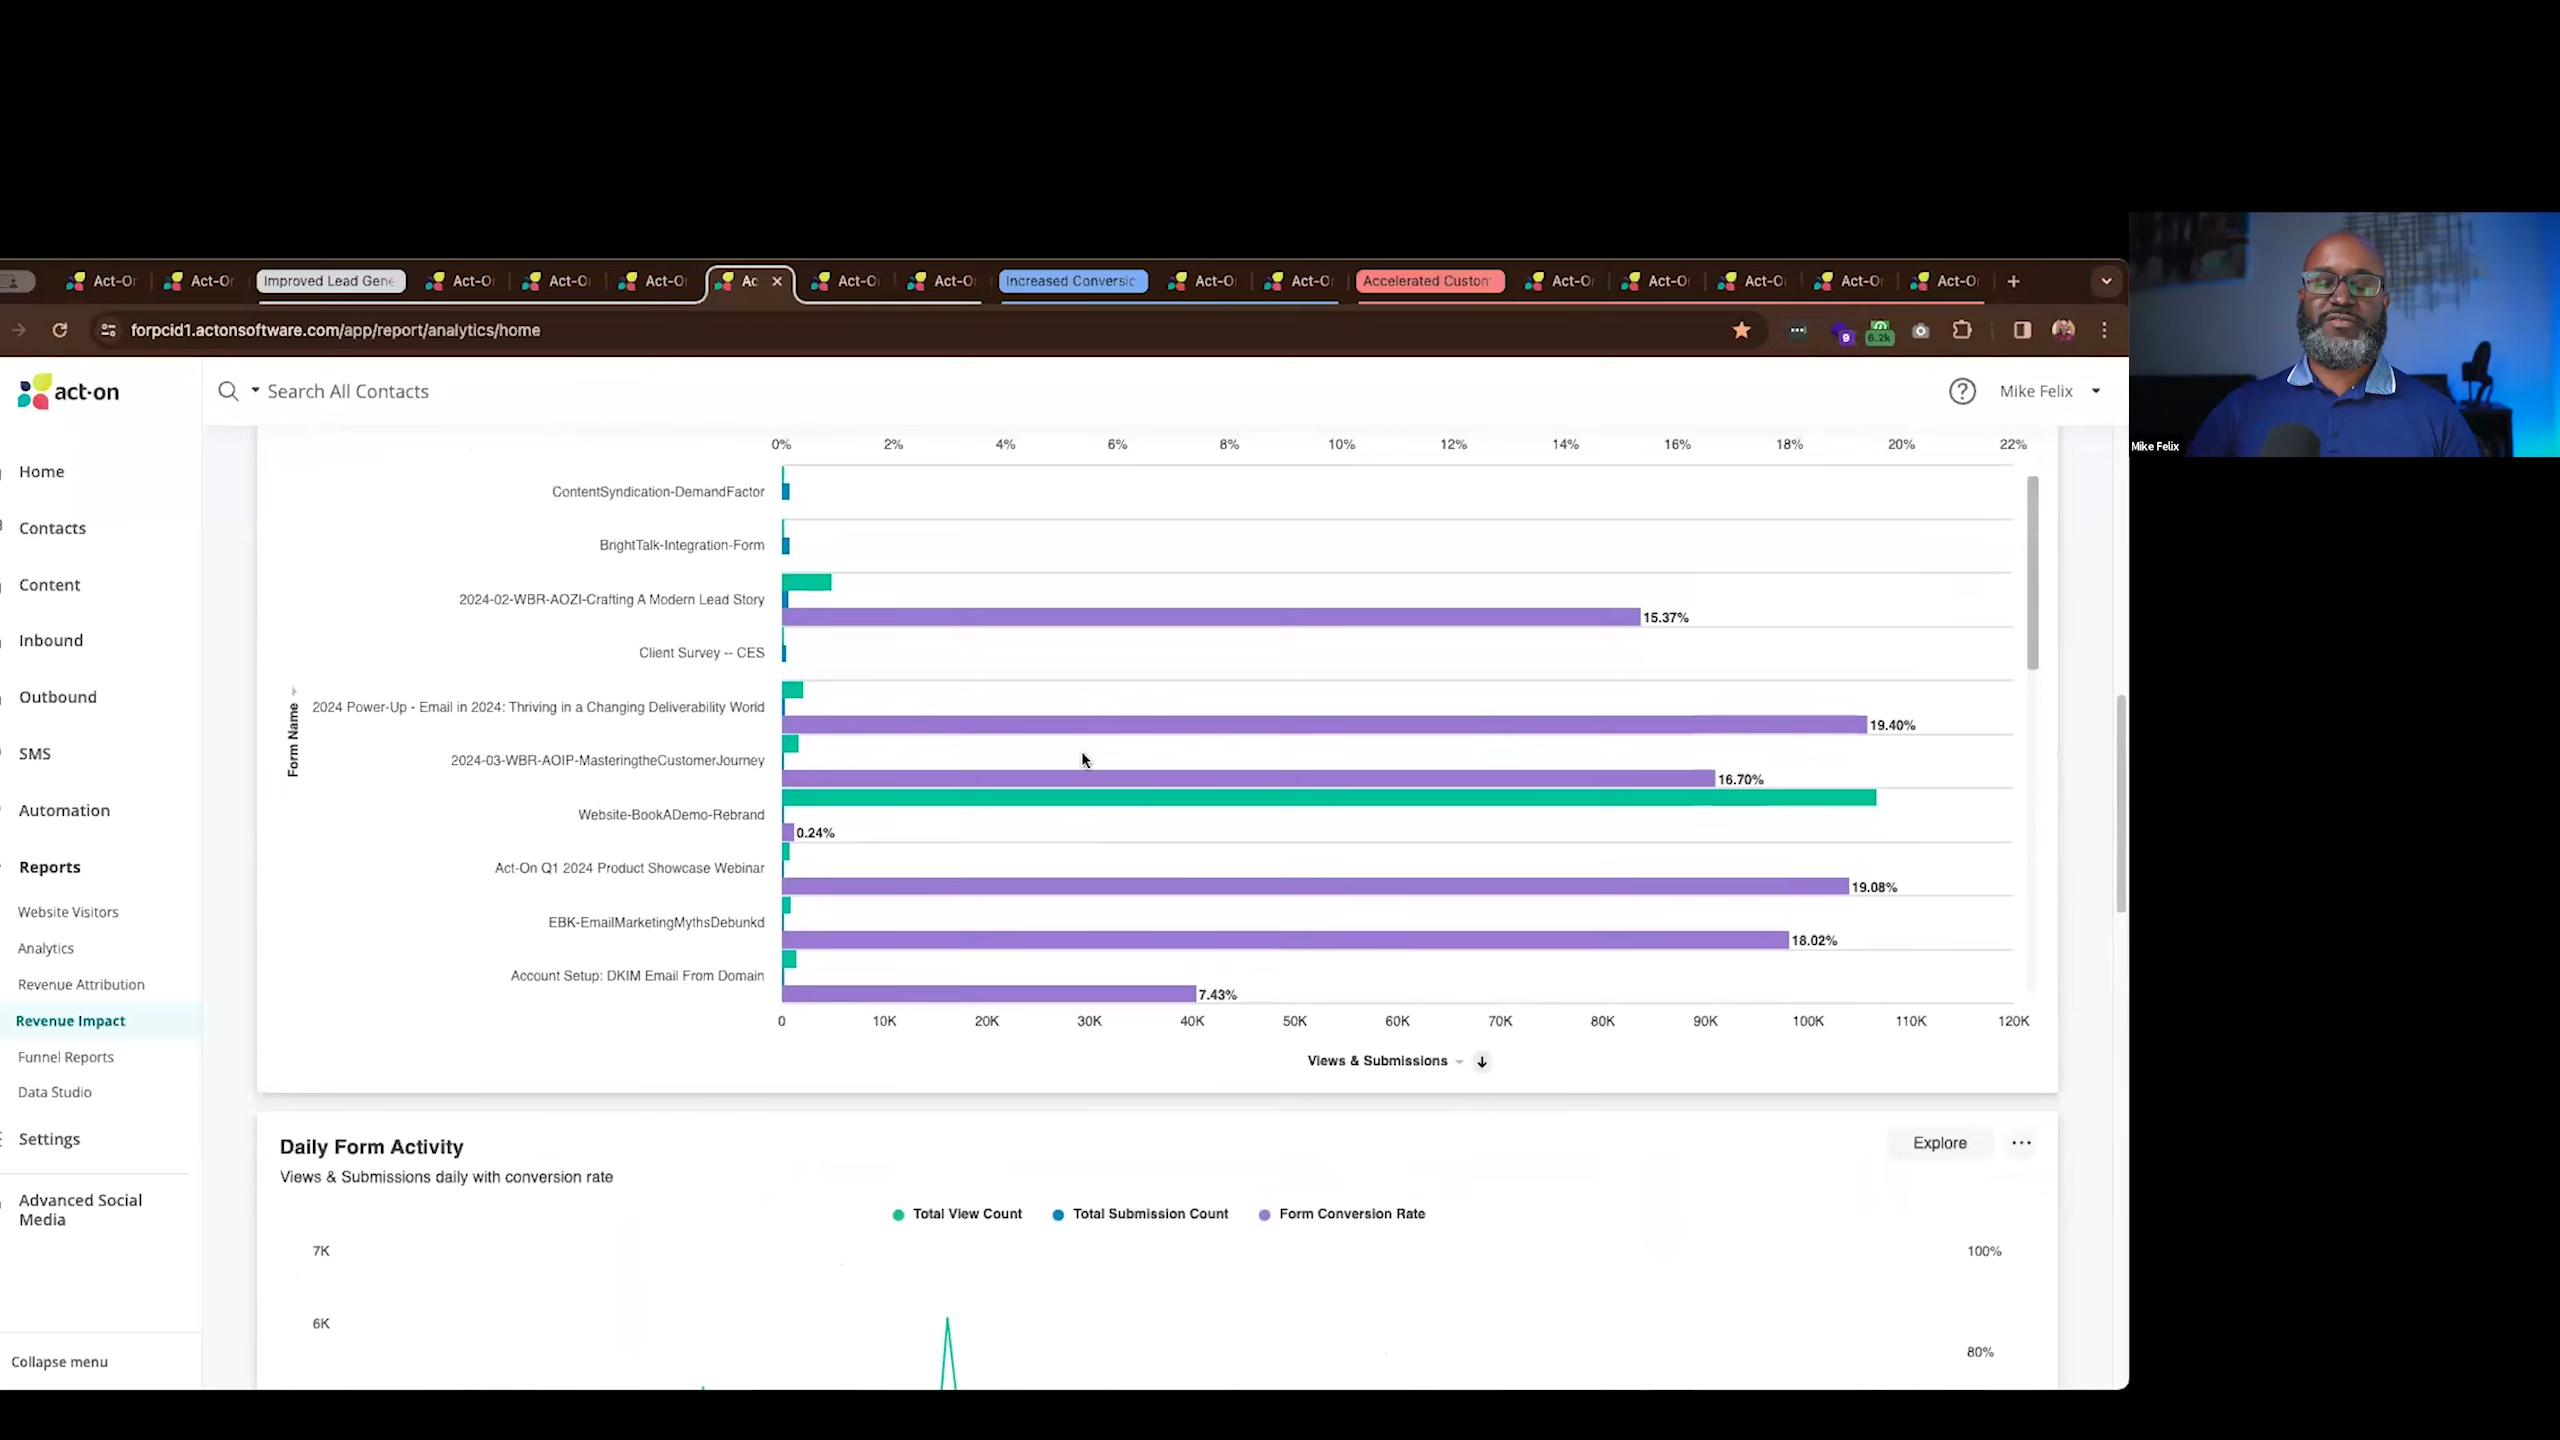 Act-Or
Act-Or
Improved Lead Gene
Act-O
Act-O
Act-O
Ac
Act-O
Act-O
Increased Conversic
Act-O
Act-O
Accelerated Custom
Act-O
Act-O
Act-O
Act-O
Act-O
forpcid1.actonsoftware.com/app/report/analytics/home
9
6.2k
act-on
Search All Contacts
Mike Felix
Mike Felix
Home
Contacts
Content
Inbound
Outbound
SMS
Automation
Reports
Website Visitors
Analytics
Revenue Attribution
Revenue Impact
Funnel Reports
Data Studio
Settings
Advanced Social
Media
Collapse menu
0% 2% 4% 6% 8% 10% 12% 14% 16% 18% 20% 22%
Form Name
ContentSyndication-DemandFactor
BrightTalk-Integration-Form
2024-02-WBR-AOZI-Crafting A Modern Lead Story
15.37%
Client Survey -- CES
2024 Power-Up - Email in 2024: Thriving in a Changing Deliverability World
19.40%
2024-03-WBR-AOIP-MasteringtheCustomerJourney
16.70%
Website-BookADemo-Rebrand
0.24%
Act-On Q1 2024 Product Showcase Webinar
19.08%
EBK-EmailMarketingMythsDebunkd
18.02%
Account Setup: DKIM Email From Domain
7.43%
0 10K 20K 30K 40K 50K 60K 70K 80K 90K 100K 110K 120K
Views & Submissions
Daily Form Activity
Explore
Views & Submissions daily with conversion rate
Total View Count
Total Submission Count
Form Conversion Rate
7K
100%
6K
80%